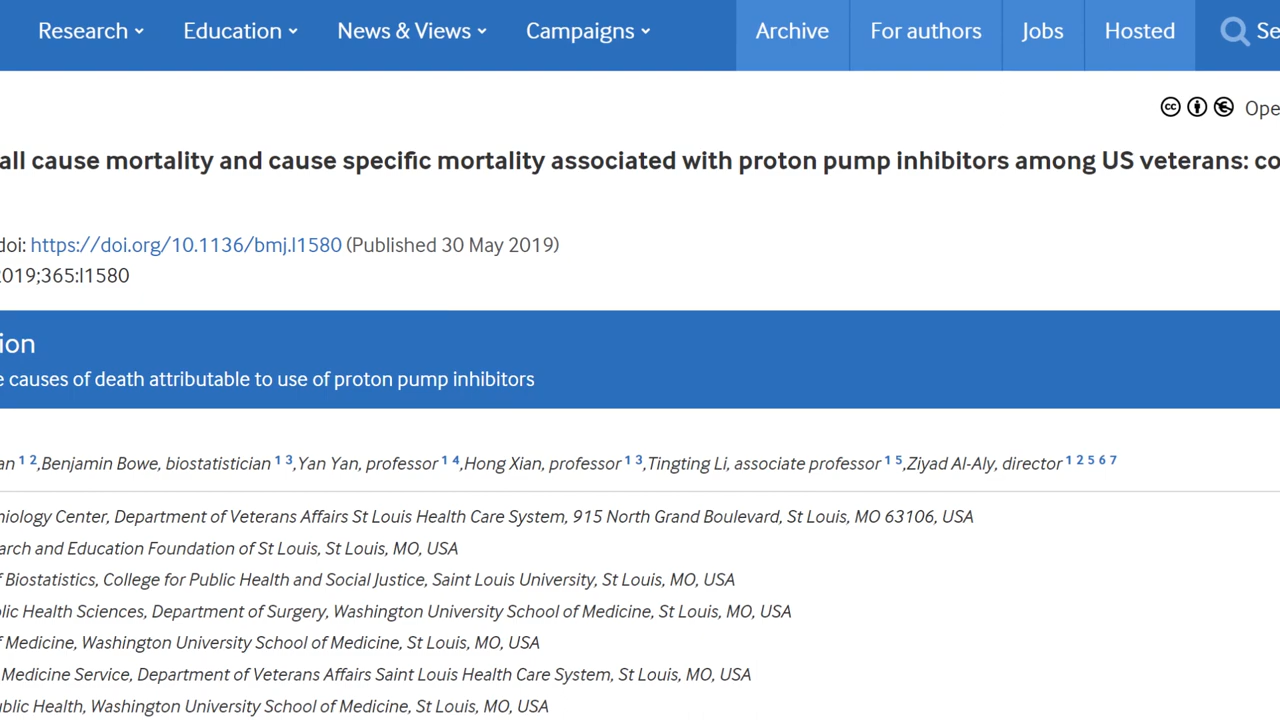 Research Education News & Views Campaigns Archive For authors Jobs Hosted
all cause mortality and cause specific mortality associated with proton pump inhibitors among US veterans:
doi: https://doi.org/10.1136/bmj.l1580 (Published 30 May 2019)
2019;365:l1580
causes of death attributable to use of proton pump inhibitors
1 2,Benjamin Bowe, biostatistician 1 3,Yan Yan, professor 1 4,Hong Xian, professor 1 3,Tingting Li, associate professor 1 5,Ziyad Al-Aly, director 1 2 5 6 7
Center, Department of Veterans Affairs St Louis Health Care System, 915 North Grand Boulevard, St Louis, MO 63106, USA
and Education Foundation of St Louis, St Louis, MO, USA
Biostatistics, College for Public Health and Social Justice, Saint Louis University, St Louis, MO, USA
Health Sciences, Department of Surgery, Washington University School of Medicine, St Louis, MO, USA
of Medicine, Washington University School of Medicine, St Louis, MO, USA
Medicine Service, Department of Veterans Affairs Saint Louis Health Care System, St Louis, MO, USA
Health, Washington University School of Medicine, St Louis, MO, USA